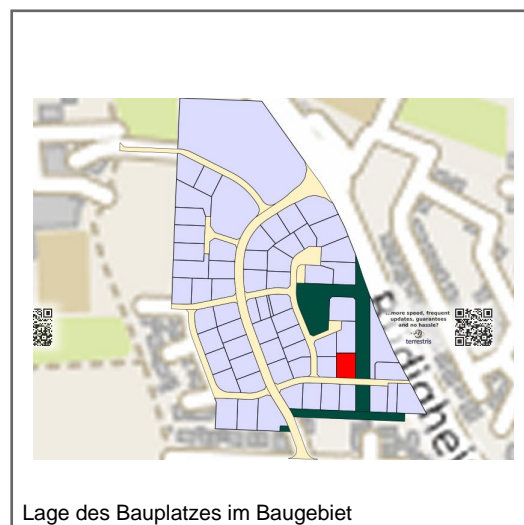 ...more speed, frequent
updates, guarantees
and no hassle?
terrestris
Lage des Bauplatzes im Baugebiet